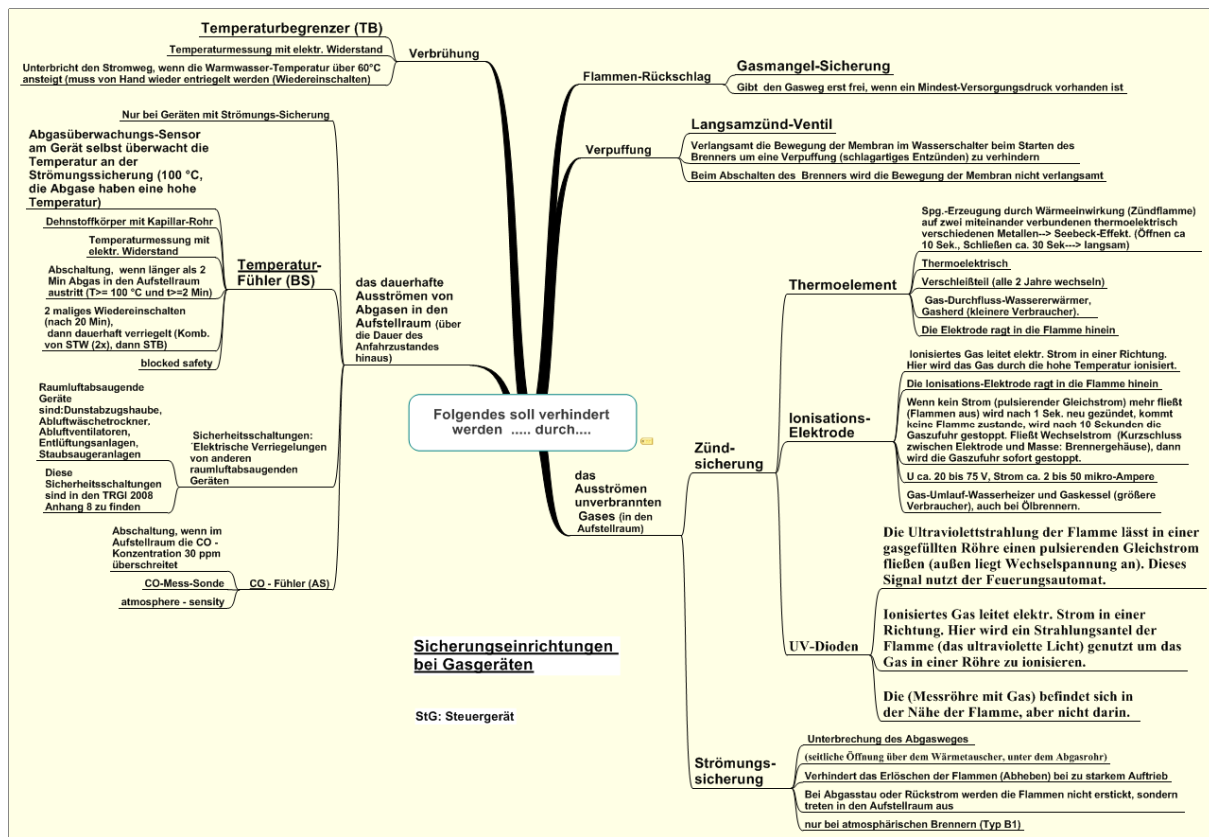 Temperaturbegrenzer (TB)
Temperaturmessung mit elektr. Widerstand
Unterbricht den Stromweg, wenn die Warmwasser-Temperatur über 60°C
ansteigt (muss von Hand wieder entriegelt werden (Wiedereinschalten)
Verbrühung
Nur bei Geräten mit Strömungs-Sicherung
Abgasüberwachungs-Sensor
am Gerät selbst überwacht die
Temperatur an der
Strömungssicherung (100 °C,
die Abgase haben eine hohe
Temperatur)
Dehnstoffkörper mit Kapillar-Rohr
Temperaturmessung mit
elektr. Widerstand
Abschaltung, wenn länger als 2
Min Abgas in den Aufstellraum
austritt (T>= 100 °C und t>=2 Min)
2 maliges Wiedereinschalten
(nach 20 Min),
dann dauerhaft verriegelt (Komb.
von STW (2x), dann STB)
blocked safety
Temperatur-
Fühler (BS)
das dauerhafte
Ausströmen von
Abgasen in den
Aufstellraum (über
die Dauer des
Anfahrzustandes
hinaus)
Raumluftabsaugende
Geräte
sind:Dunstabzugshaube,
Abluftwäschetrockner.
Abluftventilatoren,
Entlüftungsanlagen,
Staubsaugeranlagen
Diese
Sicherheitsschaltungen
sind in den TRGI 2008
Anhang 8 zu finden
Sicherheitsschaltungen:
Elektrische Verriegelungen
von anderen
raumluftabsaugenden
Geräten
Abschaltung, wenn im
Aufstellraum die CO -
Konzentration 30 ppm
überschreitet
CO-Mess-Sonde
atmosphere - sensity
CO - Fühler (AS)
Folgendes soll verhindert
werden ..... durch....
Sicherungseinrichtungen
bei Gasgeräten
StG: Steuergerät
Flammen-Rückschlag
Gasmangel-Sicherung
Gibt den Gasweg erst frei, wenn ein Mindest-Versorgungsdruck vorhanden ist
Verpuffung
Langsamzünd-Ventil
Verlangsamt die Bewegung der Membran im Wasserschalter beim Starten des
Brenners um eine Verpuffung (schlagartiges Entzünden) zu verhindern
Beim Abschalten des Brenners wird die Bewegung der Membran nicht verlangsamt
das
Ausströmen
unverbrannten
Gases (in den
Aufstellraum)
Zünd-
sicherung
Thermoelement
Spg.-Erzeugung durch Wärmeeinwirkung (Zündflamme)
auf zwei miteinander verbundenen thermoelektrisch
verschiedenen Metallen--> Seebeck-Effekt. (Öffnen ca
10 Sek., Schließen ca. 30 Sek---> langsam)
Thermoelektrisch
Verschleißteil (alle 2 Jahre wechseln)
Gas-Durchfluss-Wassererwärmer,
Gasherd (kleinere Verbraucher).
Die Elektrode ragt in die Flamme hinein
Ionisations-
Elektrode
Ionisiertes Gas leitet elektr. Strom in einer Richtung.
Hier wird das Gas durch die hohe Temperatur ionisiert.
Die Ionisations-Elektrode ragt in die Flamme hinein
Wenn kein Strom (pulsierender Gleichstrom) mehr fließt
(Flammen aus) wird nach 1 Sek. neu gezündet, kommt
keine Flamme zustande, wird nach 10 Sekunden die
Gaszufuhr gestoppt. Fließt Wechselstrom (Kurzschluss
zwischen Elektrode und Masse: Brennergehäuse), dann
wird die Gaszufuhr sofort gestoppt.
U ca. 20 bis 75 V, Strom ca. 2 bis 50 mikro-Ampere
Gas-Umlauf-Wasserheizer und Gaskessel (größere
Verbraucher), auch bei Ölbrennern.
UV-Dioden
Die Ultraviolettstrahlung der Flamme lässt in einer
gasgefüllten Röhre einen pulsierenden Gleichstrom
fließen (außen liegt Wechselspannung an). Dieses
Signal nutzt der Feuerungsautomat.
Ionisiertes Gas leitet elektr. Strom in einer
Richtung. Hier wird ein Strahlungsantel der
Flamme (das ultraviolette Licht) genutzt um das
Gas in einer Röhre zu ionisieren.
Die (Messröhre mit Gas) befindet sich in
der Nähe der Flamme, aber nicht darin.
Strömungs-
sicherung
Unterbrechung des Abgasweges
(seitliche Öffnung über dem Wärmetauscher, unter dem Abgasrohr)
Verhindert das Erlöschen der Flammen (Abheben) bei zu starkem Auftrieb
Bei Abgasstau oder Rückstrom werden die Flammen nicht erstickt, sondern
treten in den Aufstellraum aus
nur bei atmosphärischen Brennern (Typ B1)